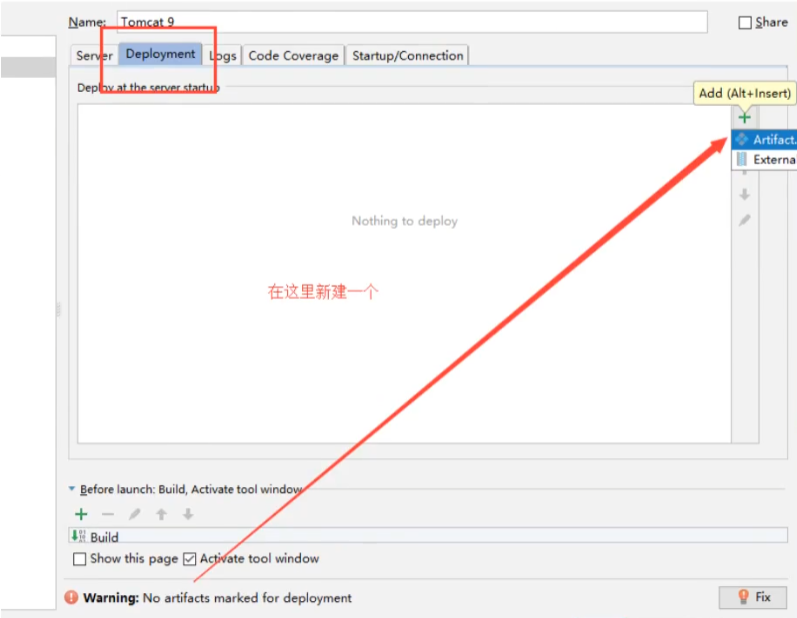 Name: Tomcat 9
Share
Server Deployment Logs Code Coverage Startup/Connection
Deploy at the server startup
Add (Alt+Insert)
Artifact.
Externa
Nothing to deploy
在这里新建一个
Before launch: Build, Activate tool window
Build
Show this page Activate tool window
Warning: No artifacts marked for deployment
Fix